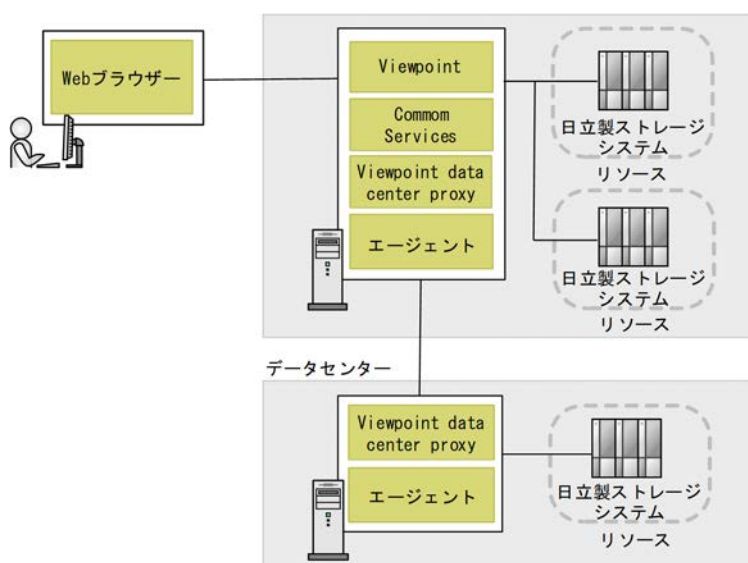 Webブラウザー
Viewpoint
Commom
Services
Viewpoint data
center proxy
エージェント
日立製ストレージ
システム
リソース
日立製ストレージ
システム
リソース
データセンター
Viewpoint data
center proxy
エージェント
日立製ストレージ
システム
リソース